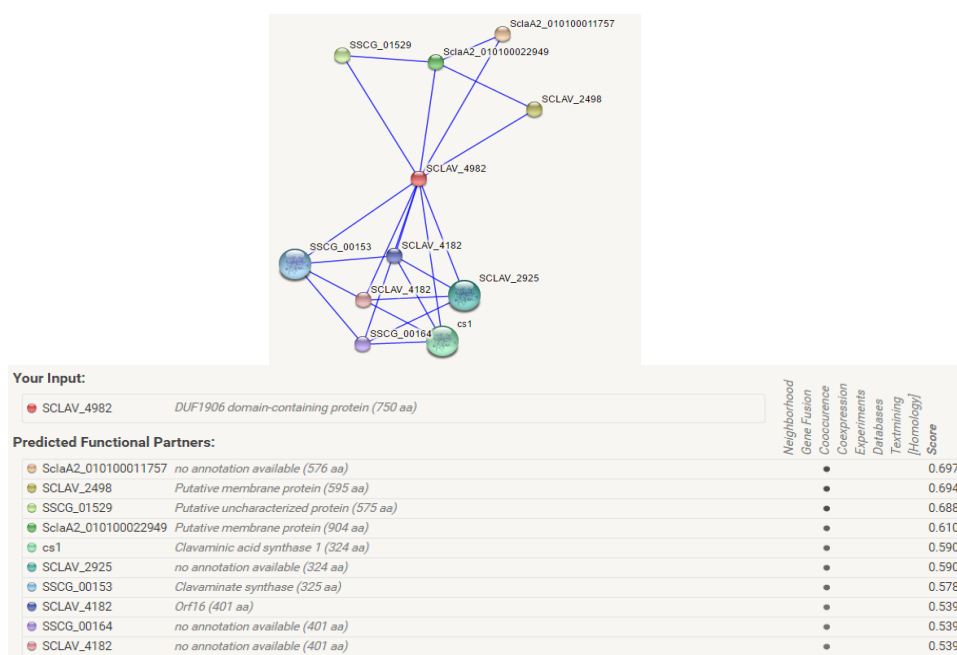 SclaA2_010100011757
SSCG_01529
SclaA2_010100022949
SCLAV_2498
SCLAV_4982
SSCG_00153
SCLAV_4182
SCLAV_2925
SCLAV_4182
cs1
SSCG_00164
Your Input:
SCLAV_4982 DUF1906 domain-containing protein (750 aa)
Neighborhood
Gene Fusion
Cooccurence
Coexpression
Experiments
Databases
Textmining
[Homology]
Score
Predicted Functional Partners:
SclaA2_010100011757 no annotation available (576 aa) 0.697
SCLAV_2498 Putative membrane protein (595 aa) 0.694
SSCG_01529 Putative uncharacterized protein (575 aa) 0.688
SclaA2_010100022949 Putative membrane protein (904 aa) 0.610
cs1 Clavaminic acid synthase 1 (324 aa) 0.590
SCLAV_2925 no annotation available (324 aa) 0.590
SSCG_00153 Clavaminate synthase (325 aa) 0.578
SCLAV_4182 Orf16 (401 aa) 0.539
SSCG_00164 no annotation available (401 aa) 0.539
SCLAV_4182 no annotation available (401 aa) 0.539